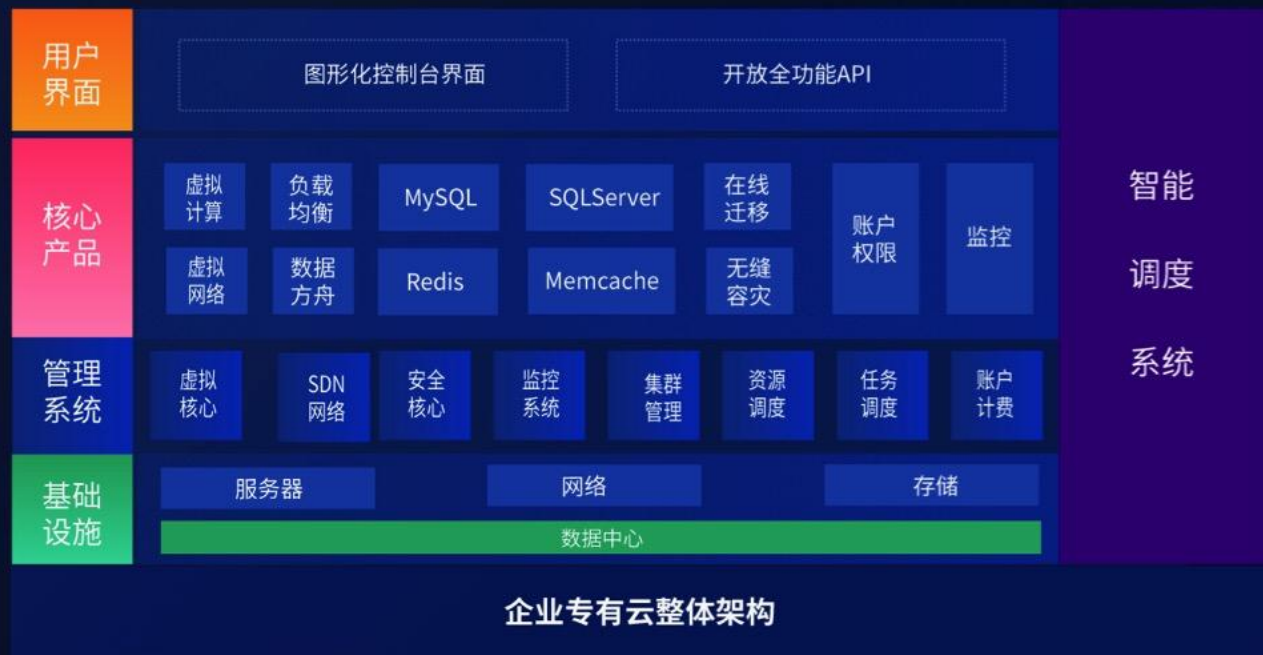 用户
界面
图形化控制台界面
开放全功能API
核心
产品
虚拟
计算
负载
均衡
MySQL
SQLServer
在线
迁移
账户
权限
监控
虚拟
网络
数据
方舟
Redis
Memcache
无缝
容灾
管理
系统
虚拟
核心
SDN
网络
安全
核心
监控
系统
集群
管理
资源
调度
任务
调度
账户
计费
基础
设施
服务器
网络
存储
数据中心
智能
调度
系统
企业专有云整体架构